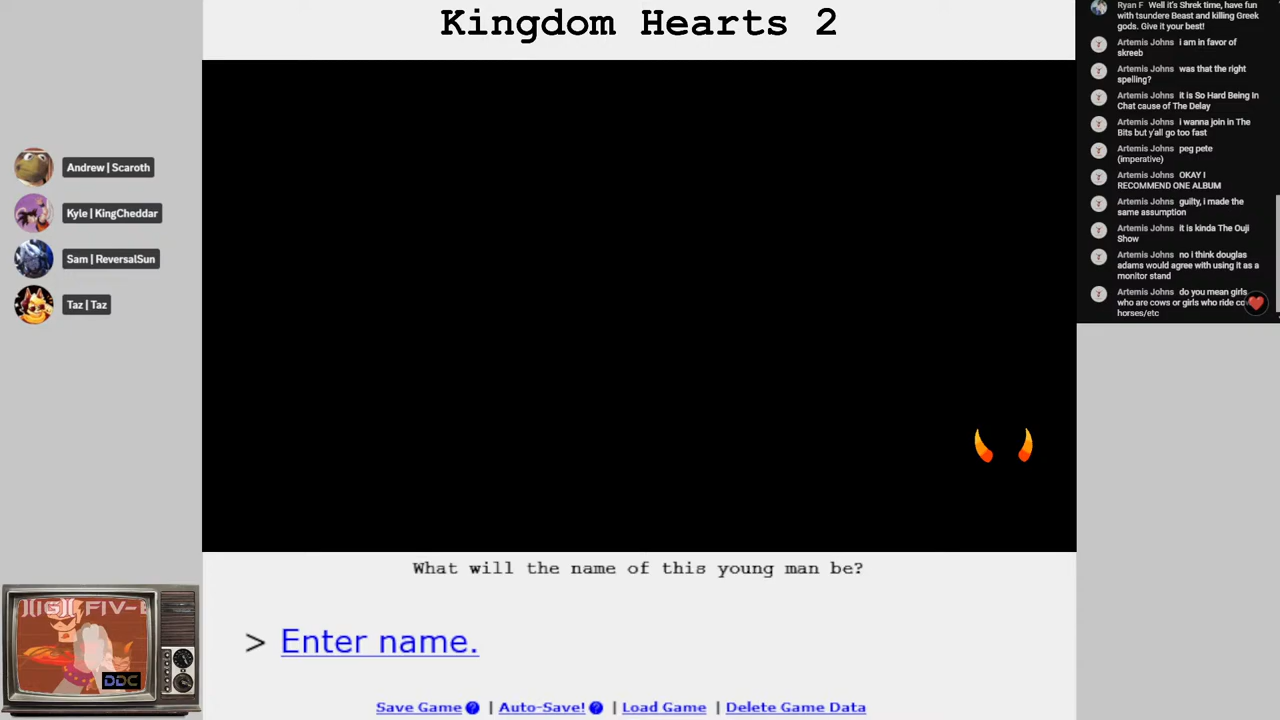 Kingdom Hearts 2
Ryan F Well it's Shrek time, have fun
with tsundere Beast and killing Greek
gods. Give it your best!
Artemis Johns i am in favor of
skreeb
Artemis Johns was that the right
spelling?
Artemis Johns it is So Hard Being In
Chat cause of The Delay
Artemis Johns i wanna join in The
Bits but y'all go too fast
Artemis Johns peg pete
(imperative)
Artemis Johns OKAY I
RECOMMEND ONE ALBUM
Artemis Johns guilty, i made the
same assumption
Artemis Johns it is kinda The Ouji
Show
Artemis Johns no i think douglas
adams would agree with using it as a
monitor stand
Artemis Johns do you mean girls
who are cows or girls who ride
horses/etc
Andrew | Scaroth
Kyle | KingCheddar
Sam | ReversalSun
Taz | Taz
What will the name of this young man be?
> Enter name.
Save Game ? | Auto-Save! ? | Load Game | Delete Game Data
DDC